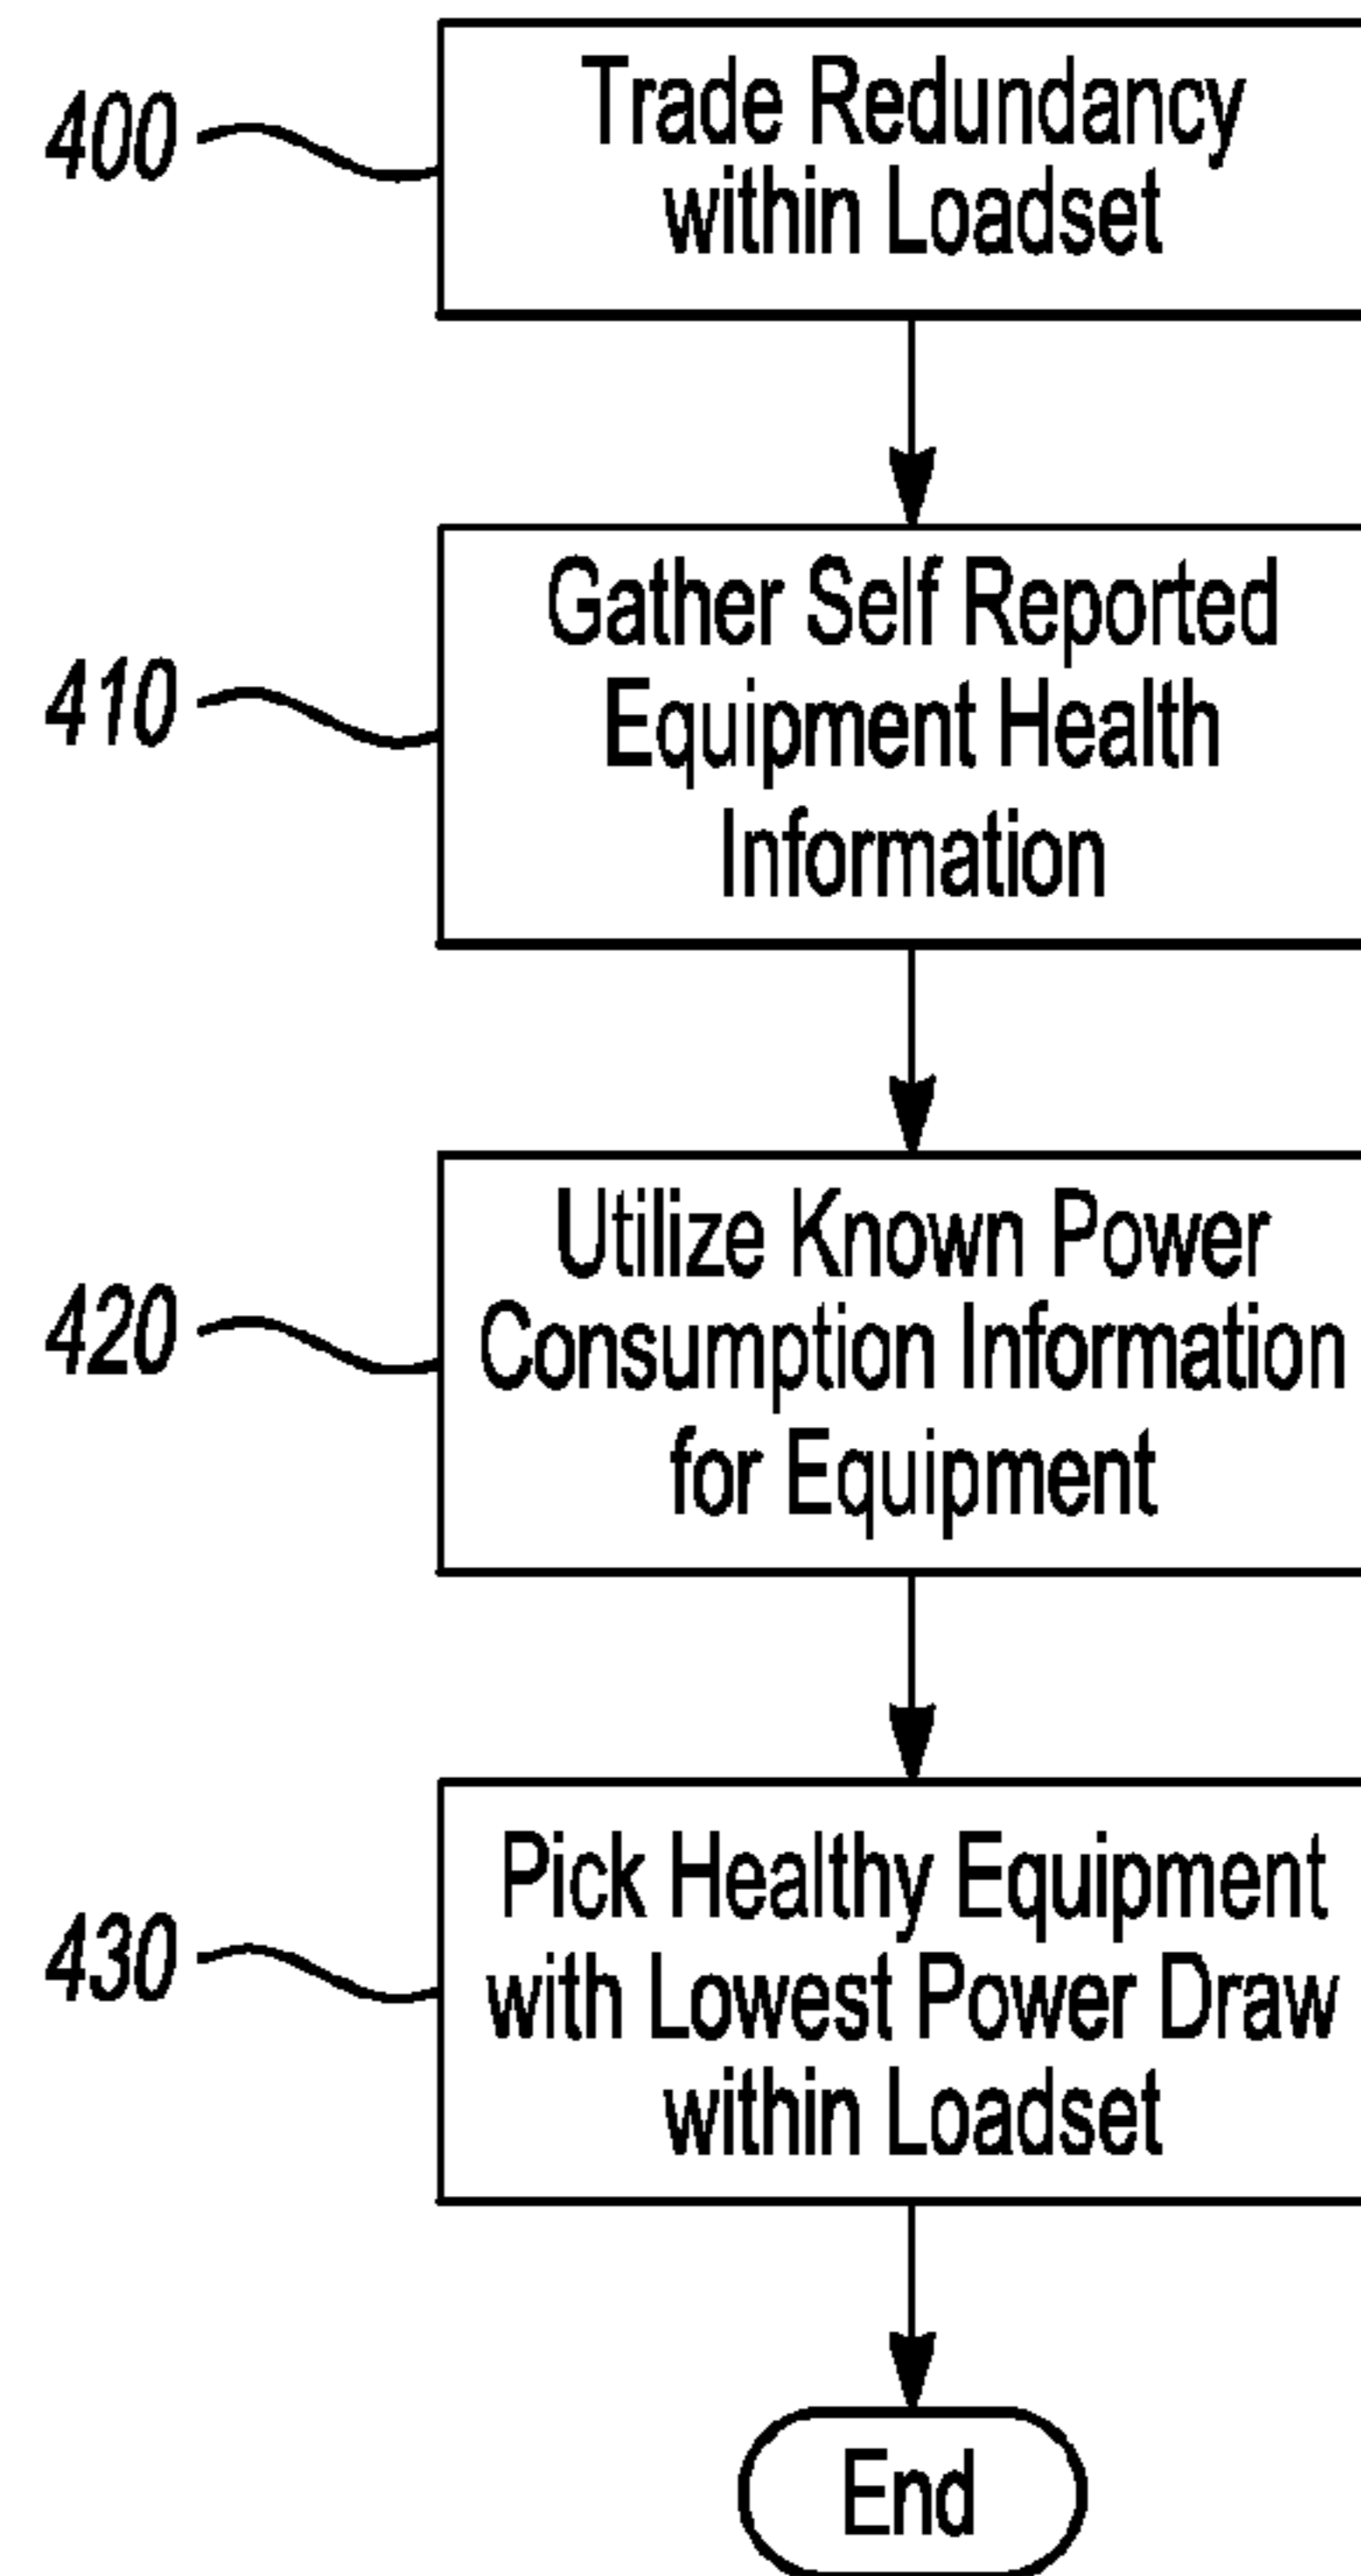 400
Trade Redundancy
within Loadset
410
Gather Self Reported
Equipment Health
Information
420
Utilize Known Power
Consumption Information
for Equipment
430
Pick Healthy Equipment
with Lowest Power Draw
within Loadset
End